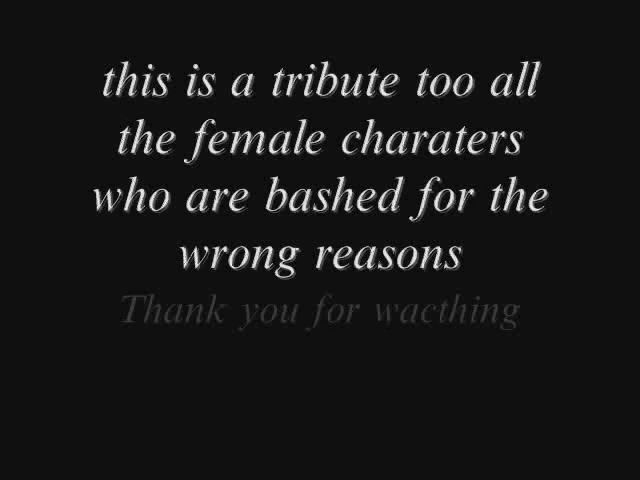 this is a tribute too all
the female charaters
who are bashed for the
wrong reasons
Thank you for wacthing